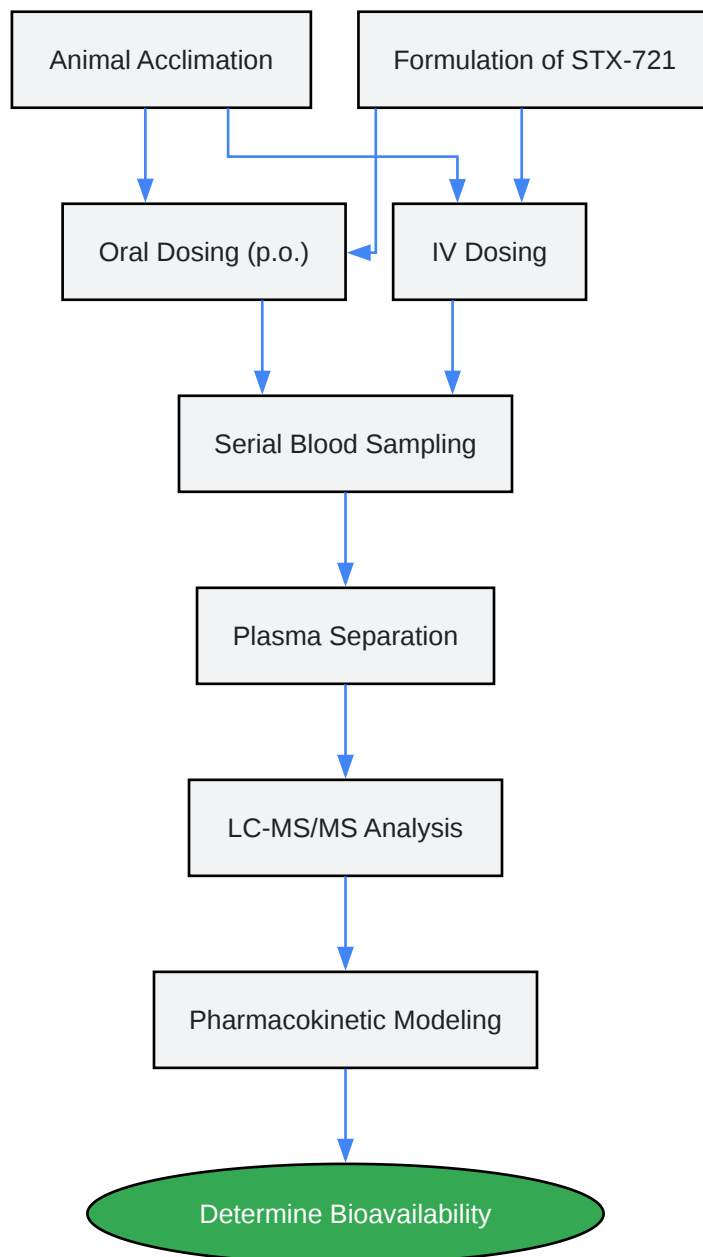 Animal Acclimation
Formulation of STX-721
Oral Dosing (p.o.)
IV Dosing
Serial Blood Sampling
Plasma Separation
LC-MS/MS Analysis
Pharmacokinetic Modeling
Determine Bioavailability